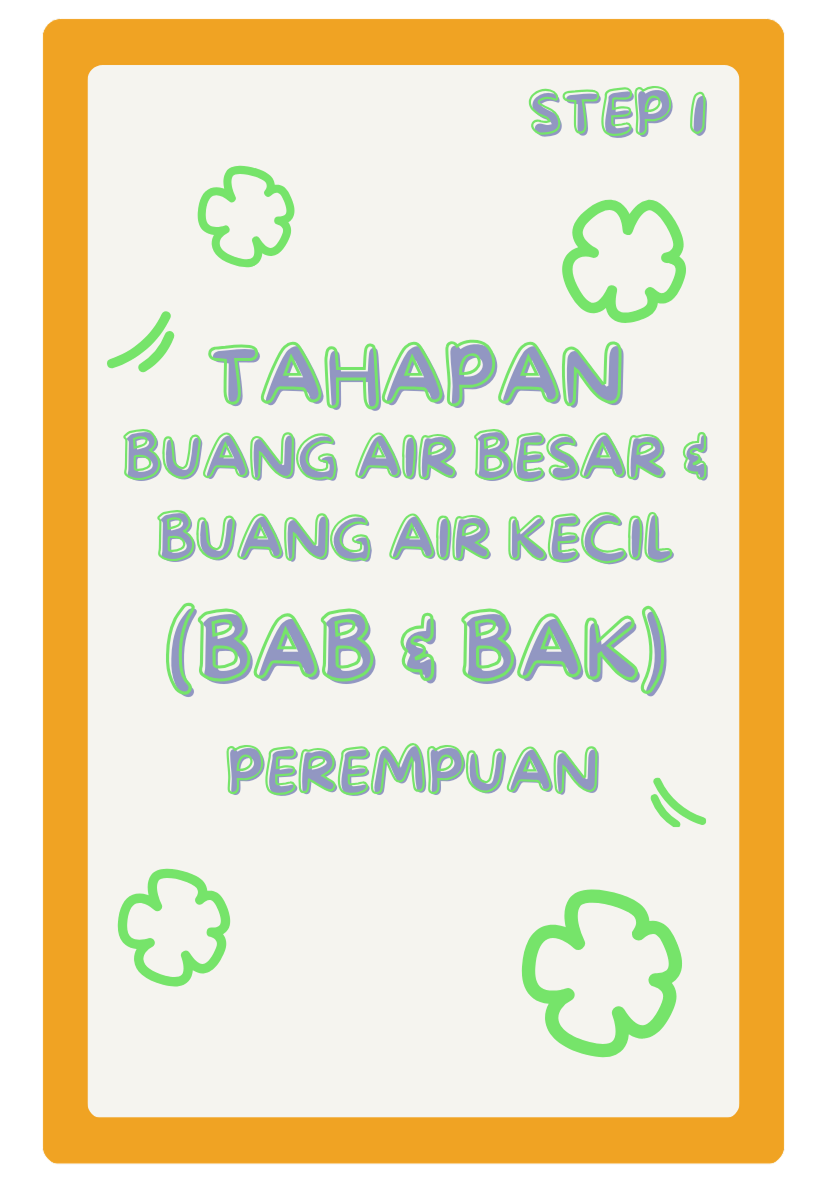 STEP 1
TAHAPAN
BUANG AIR BESAR &
BUANG AIR KECIL
(BAB & BAK)
PEREMPUAN